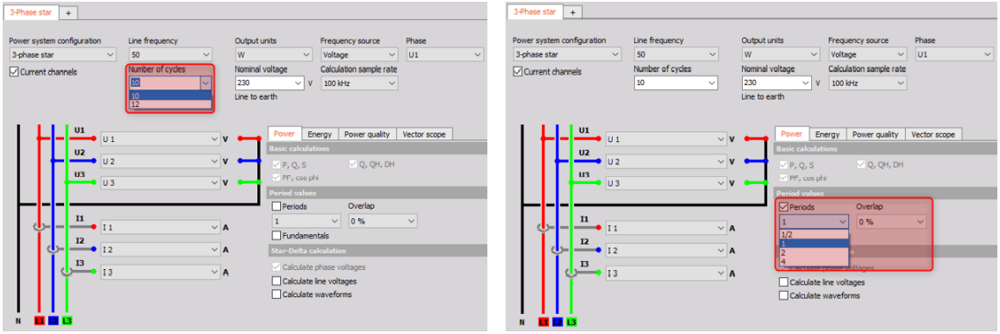 3-Phase star +
Power system configuration Line frequency Output units Frequency source Phase
3-phase star 50 W Voltage U1
Current channels Number of cycles Nominal voltage Calculation sample rate
10 230 V 100 kHz
10 Line to earth
12
U1 U 1 V
U2 U 2 V
U3 U 3 V
I1 I 1 A
I2 I 2 A
I3 I 3 A
N L1 L2 L3
Power Energy Power quality Vector scope
Basic calculations
P, Q, S Q, QH, DH
PF, cos phi
Period values
Periods Overlap
1 0 %
Fundamentals
Star-Delta calculation
Calculate phase voltages
Calculate line voltages
Calculate waveforms
3-Phase star +
Power system configuration Line frequency Output units Frequency source Phase
3-phase star 50 W Voltage U1
Current channels Number of cycles Nominal voltage Calculation sample rate
10 230 V 100 kHz
Line to earth
U1 U 1 V
U2 U 2 V
U3 U 3 V
I1 I 1 A
I2 I 2 A
I3 I 3 A
N L1 L2 L3
Power Energy Power quality Vector scope
Basic calculations
P, Q, S Q, QH, DH
PF, cos phi
Period values
Periods Overlap
1 0 %
1/2
1
2
4
Calculate phase voltages
Calculate line voltages
Calculate waveforms